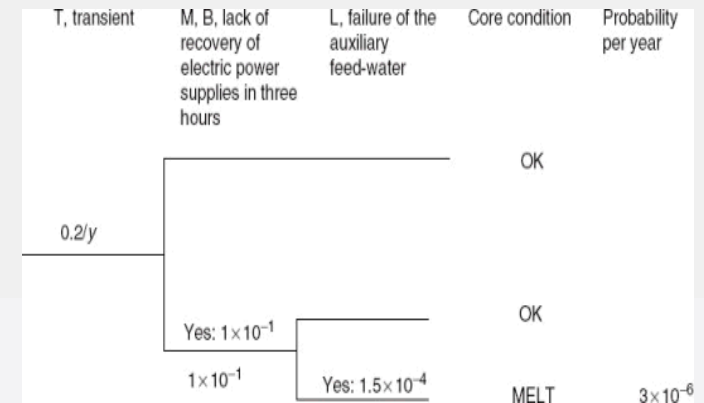 T, transient
M, B, lack of
recovery of
electric power
supplies in three
hours
L, failure of the
auxiliary
feed-water
Core condition
Probability
per year
OK
0.2/y
OK
Yes: 1×10⁻¹
1×10⁻¹
Yes: 1.5×10⁻⁴
MELT
3×10⁻⁶